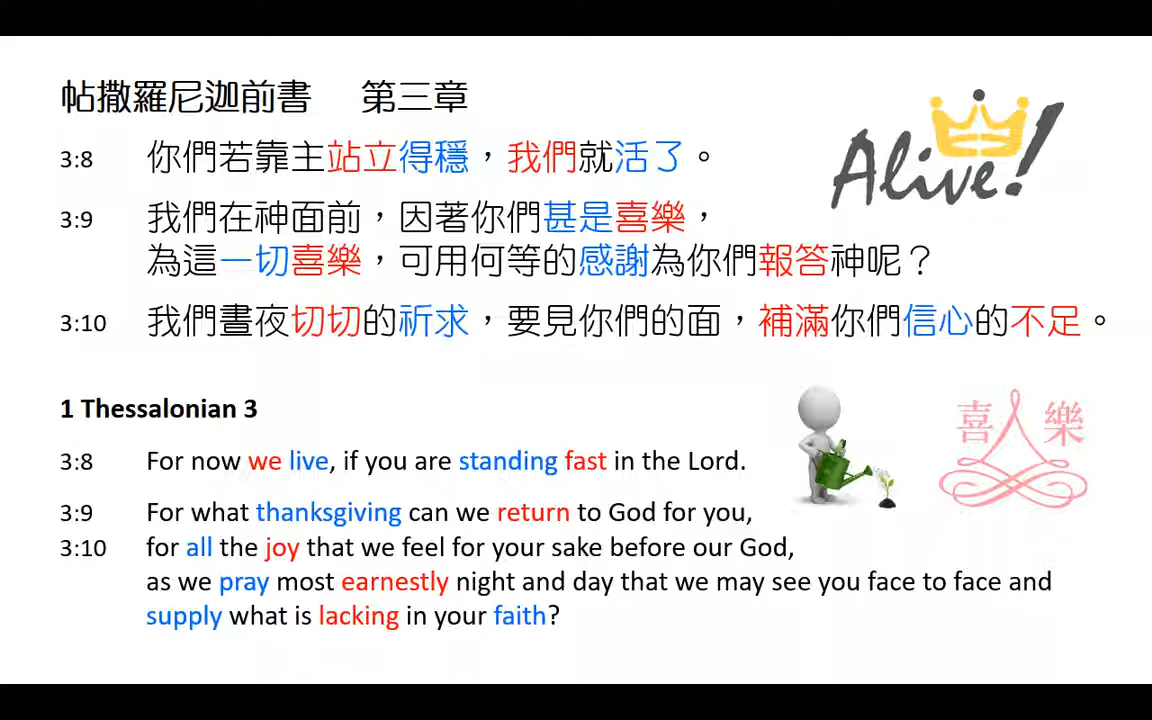 帖撒羅尼迦前書 第三章
3:8 你們若靠主站立得穩，我們就活了。
3:9 我們在神面前，因著你們甚是喜樂，
為這一切喜樂，可用何等的感謝為你們報答神呢？
3:10 我們晝夜切切的祈求，要見你們的面，補滿你們信心的不足。
Alive!
1 Thessalonian 3
3:8 For now we live, if you are standing fast in the Lord.
3:9 For what thanksgiving can we return to God for you,
3:10 for all the joy that we feel for your sake before our God,
as we pray most earnestly night and day that we may see you face to face and
supply what is lacking in your faith?
喜人樂